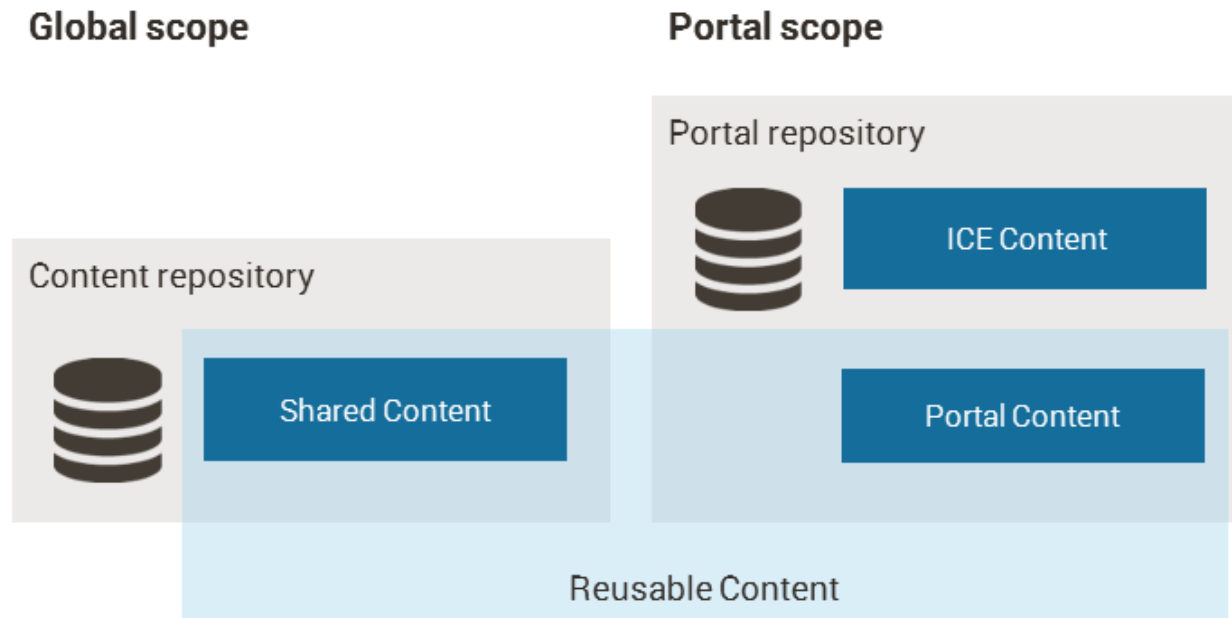 Global scope
Portal scope
Portal repository
ICE Content
Content repository
Shared Content
Portal Content
Reusable Content